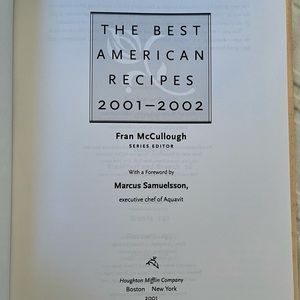 THE BEST
AMERICAN
RECIPES
2001–2002
Fran McCullough
SERIES EDITOR
With a Foreword by
Marcus Samuelsson,
executive chef of Aquavit
Houghton Mifflin Company
Boston New York
2001